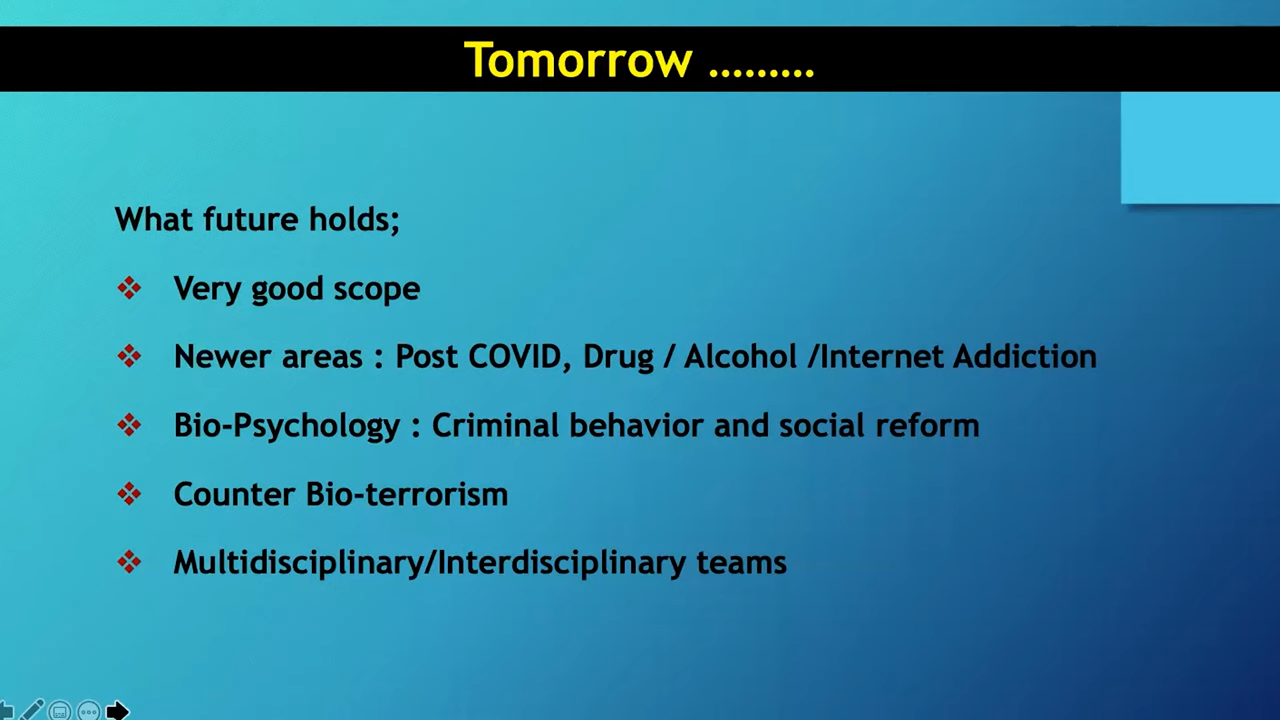 Tomorrow .........
What future holds;
Very good scope
Newer areas : Post COVID, Drug / Alcohol /Internet Addiction
Bio-Psychology : Criminal behavior and social reform
Counter Bio-terrorism
Multidisciplinary/Interdisciplinary teams